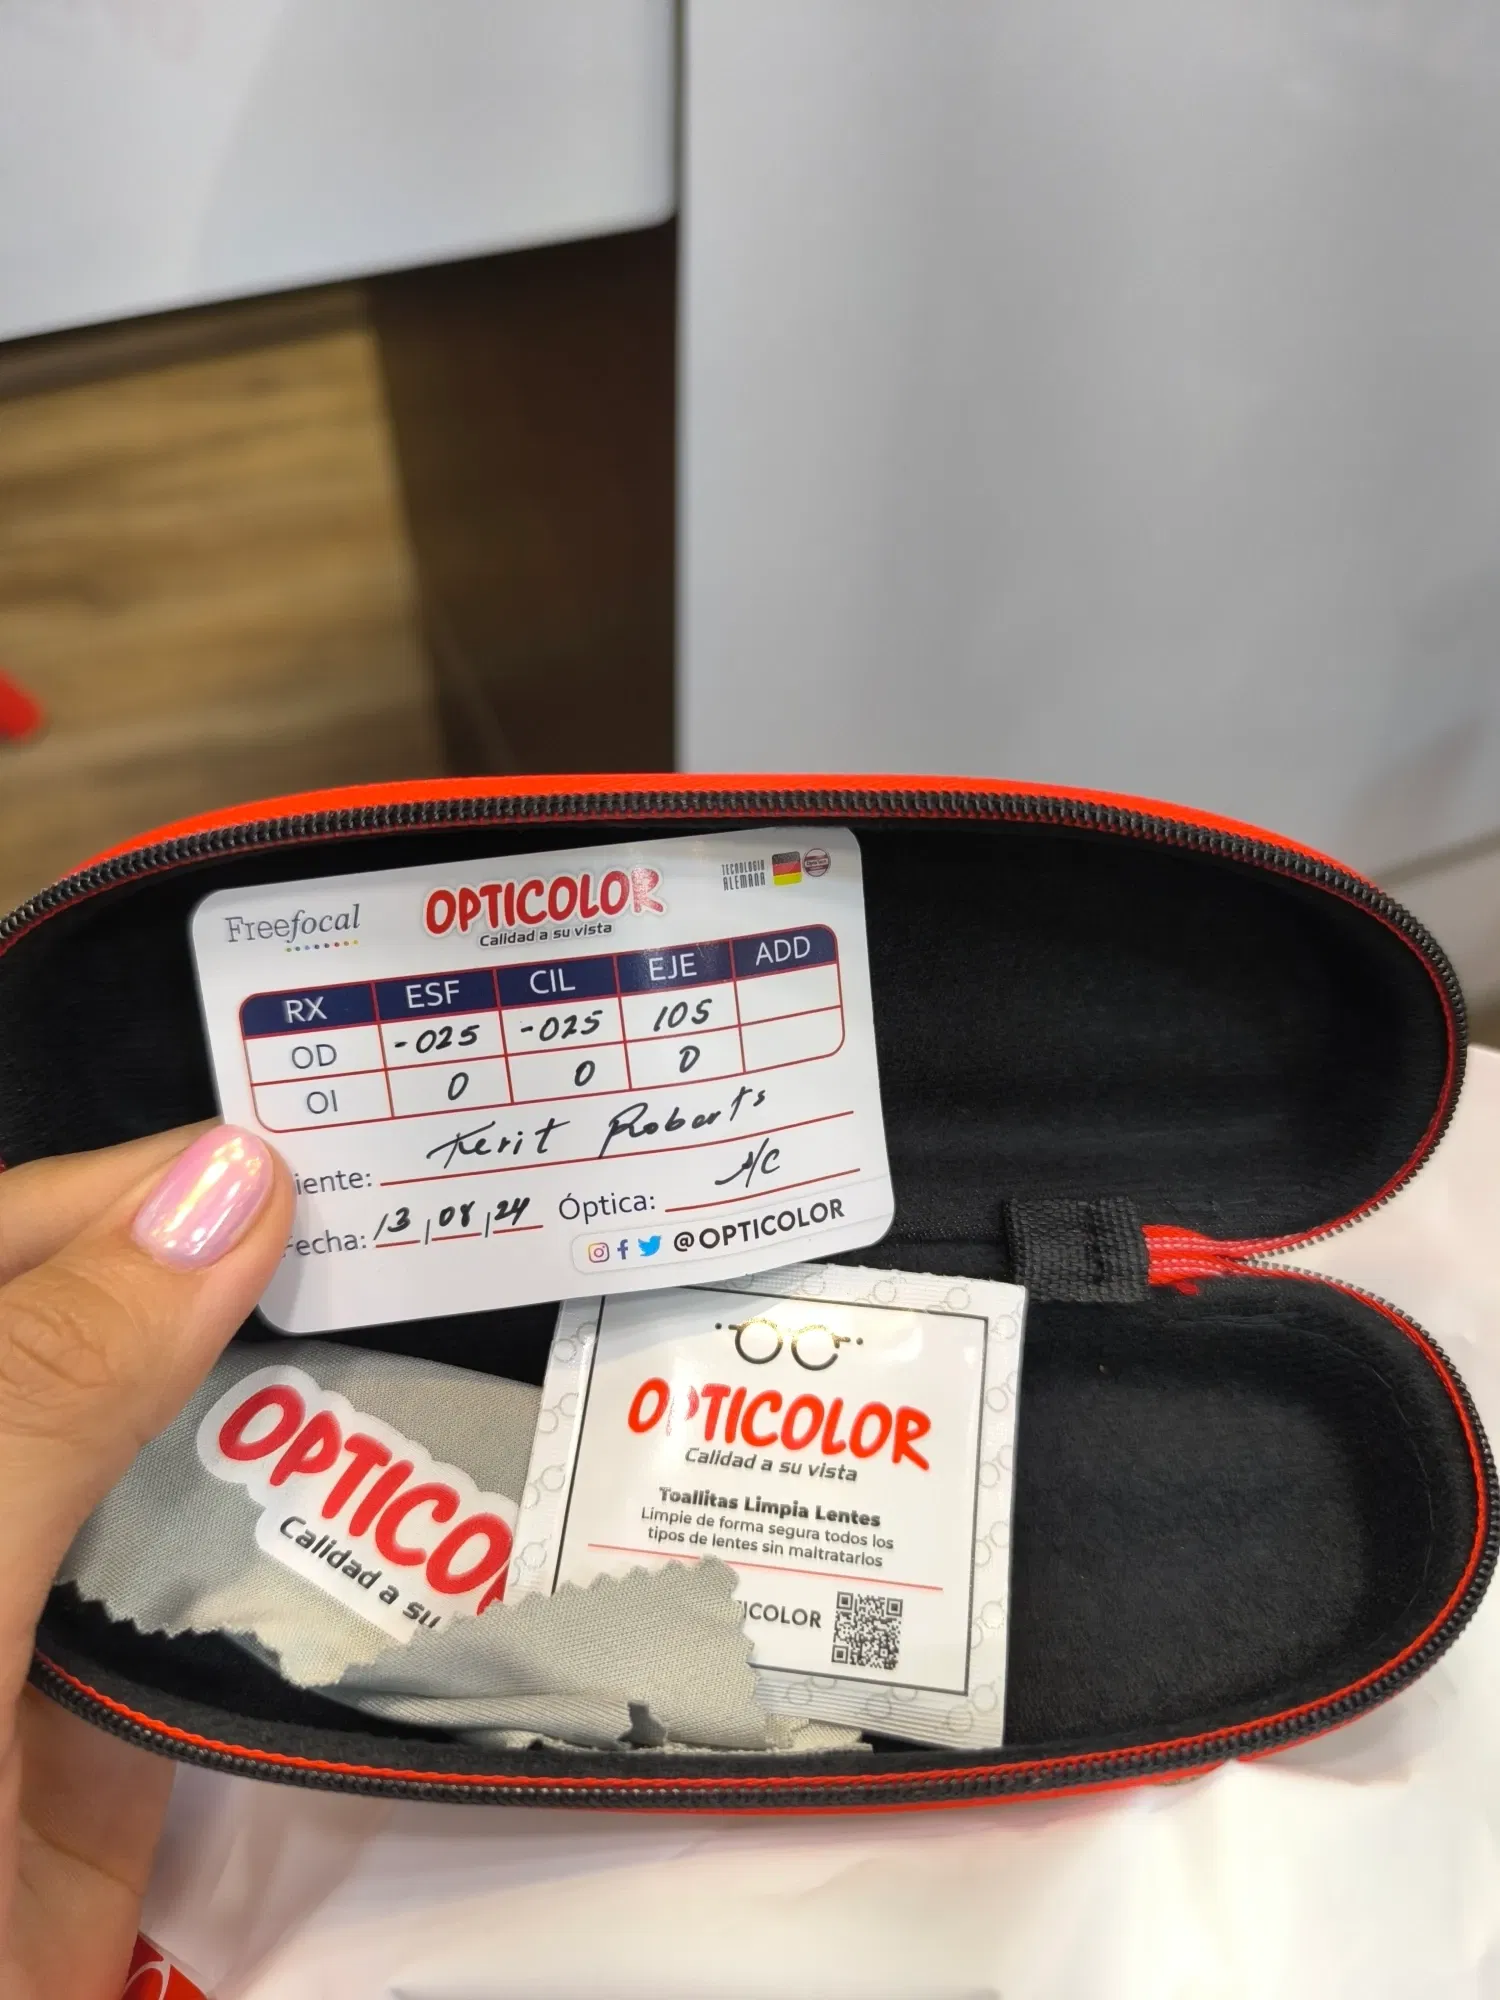 Freefocal
OPTICOLOR
Calidad a su vista
TECNOLOGIA
ALEMANA
RX ESF CIL EJE ADD
OD -025 -025 105
OI 0 0 0
iente: Kerit Roberts
Fecha: 13 08 24 Óptica: H/C
@OPTICOLOR
OPTICO
Calidad a su
OPTICOLOR
Calidad a su vista
Toallitas Limpia Lentes
Limpie de forma segura todos los
tipos de lentes sin maltratarlos
ICOLOR